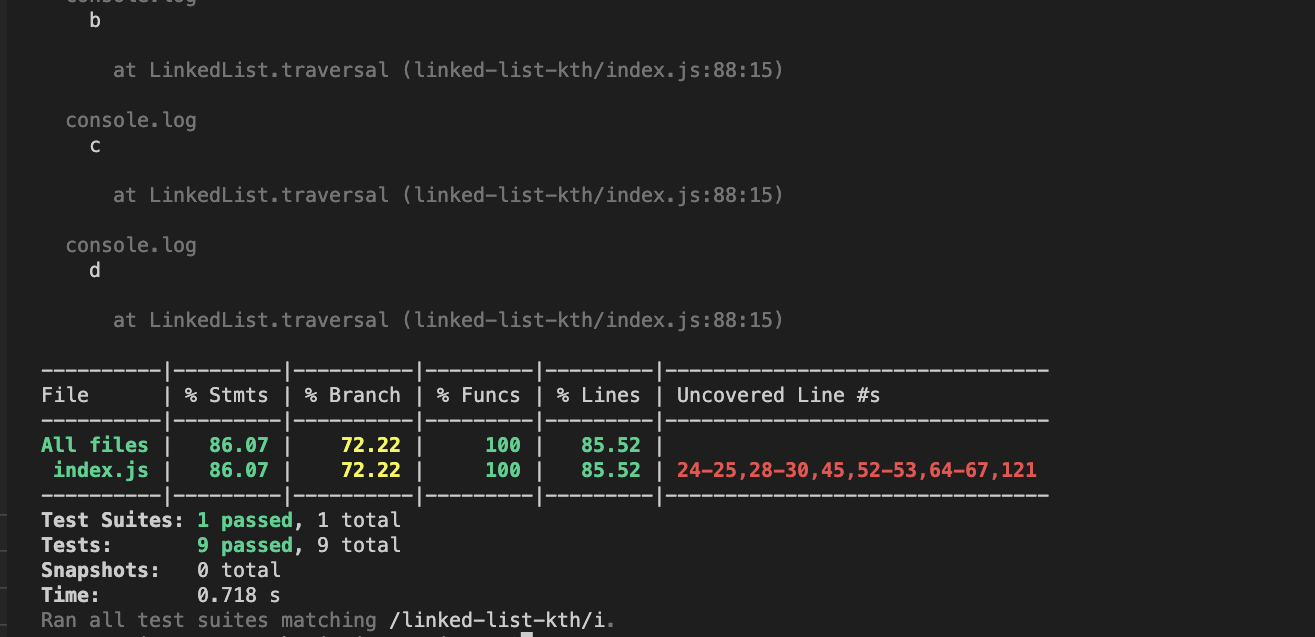 console.log
b
at LinkedList.traversal (linked-list-kth/index.js:88:15)
console.log
c
at LinkedList.traversal (linked-list-kth/index.js:88:15)
console.log
d
at LinkedList.traversal (linked-list-kth/index.js:88:15)
----------|---------|----------|---------|---------|--------------------------------
File      | % Stmts | % Branch | % Funcs | % Lines | Uncovered Line #s
----------|---------|----------|---------|---------|--------------------------------
All files |   86.07 |    72.22 |     100 |   85.52 |
 index.js |   86.07 |    72.22 |     100 |   85.52 | 24-25,28-30,45,52-53,64-67,121
----------|---------|----------|---------|---------|--------------------------------
Test Suites: 1 passed, 1 total
Tests:       9 passed, 9 total
Snapshots:   0 total
Time:        0.718 s
Ran all test suites matching /linked-list-kth/i.